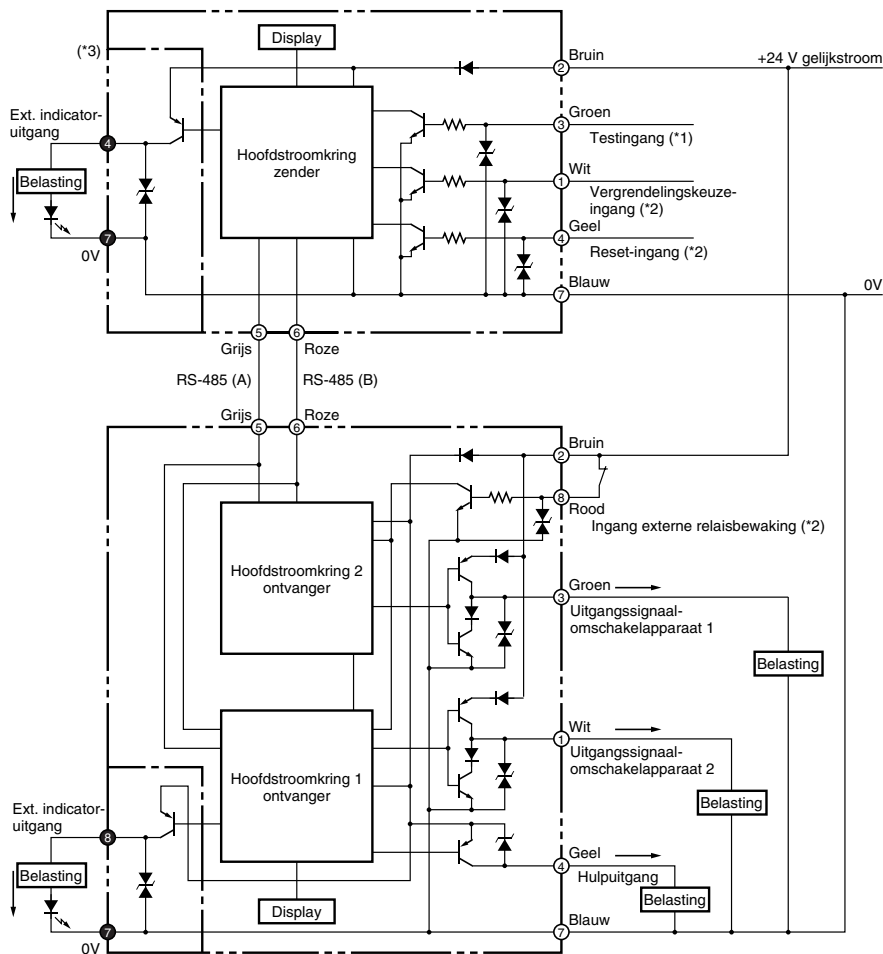 Display
(*3)
Bruin
+24 V gelijkstroom
2
Ext. indicator-
uitgang
4
Belasting
7
0V
Hoofdstroomkring
zender
Groen
3
Testingang (*1)
Wit
1
Vergrendelingskeuze-
ingang (*2)
Geel
4
Reset-ingang (*2)
Blauw
7
0V
5
6
Grijs
Roze
RS-485 (A)
RS-485 (B)
Grijs
Roze
5
6
Bruin
2
8
Rood
Ingang externe relaisbewaking (*2)
Hoofdstroomkring 2
ontvanger
Groen
3
Uitgangssignaal-
omschakelapparaat 1
Belasting
Wit
1
Uitgangssignaal-
omschakelapparaat 2
Belasting
Hoofdstroomkring 1
ontvanger
Ext. indicator-
uitgang
8
Belasting
7
0V
Geel
4
Hulpuitgang
Belasting
Display
Blauw
7